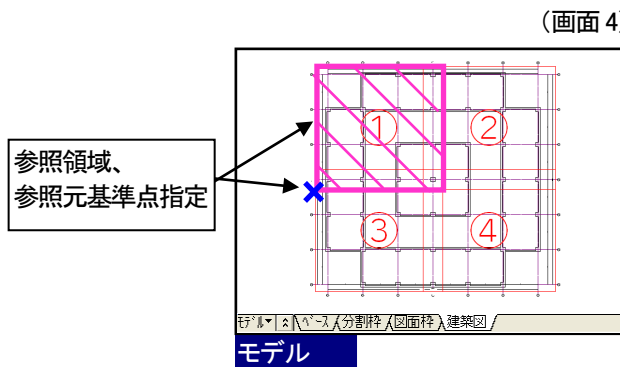 (画面 4)
① ②
参照領域、
参照元基準点指定
③ ④
ﾓﾃﾞﾙ ﾍﾞｰｽ 分割枠 図面枠 建築図
モデル